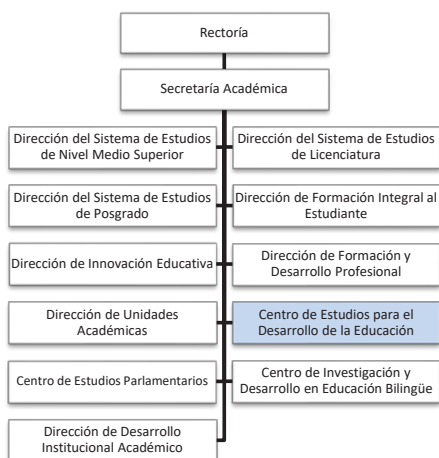 Rectoría
Secretaría Académica
Dirección del Sistema de Estudios
de Nivel Medio Superior
Dirección del Sistema de Estudios
de Licenciatura
Dirección del Sistema de Estudios
de Posgrado
Dirección de Formación Integral al
Estudiante
Dirección de Innovación Educativa
Dirección de Formación y
Desarrollo Profesional
Dirección de Unidades
Académicas
Centro de Estudios para el
Desarrollo de la Educación
Centro de Estudios Parlamentarios
Centro de Investigación y
Desarrollo en Educación Bilingüe
Dirección de Desarrollo
Institucional Académico